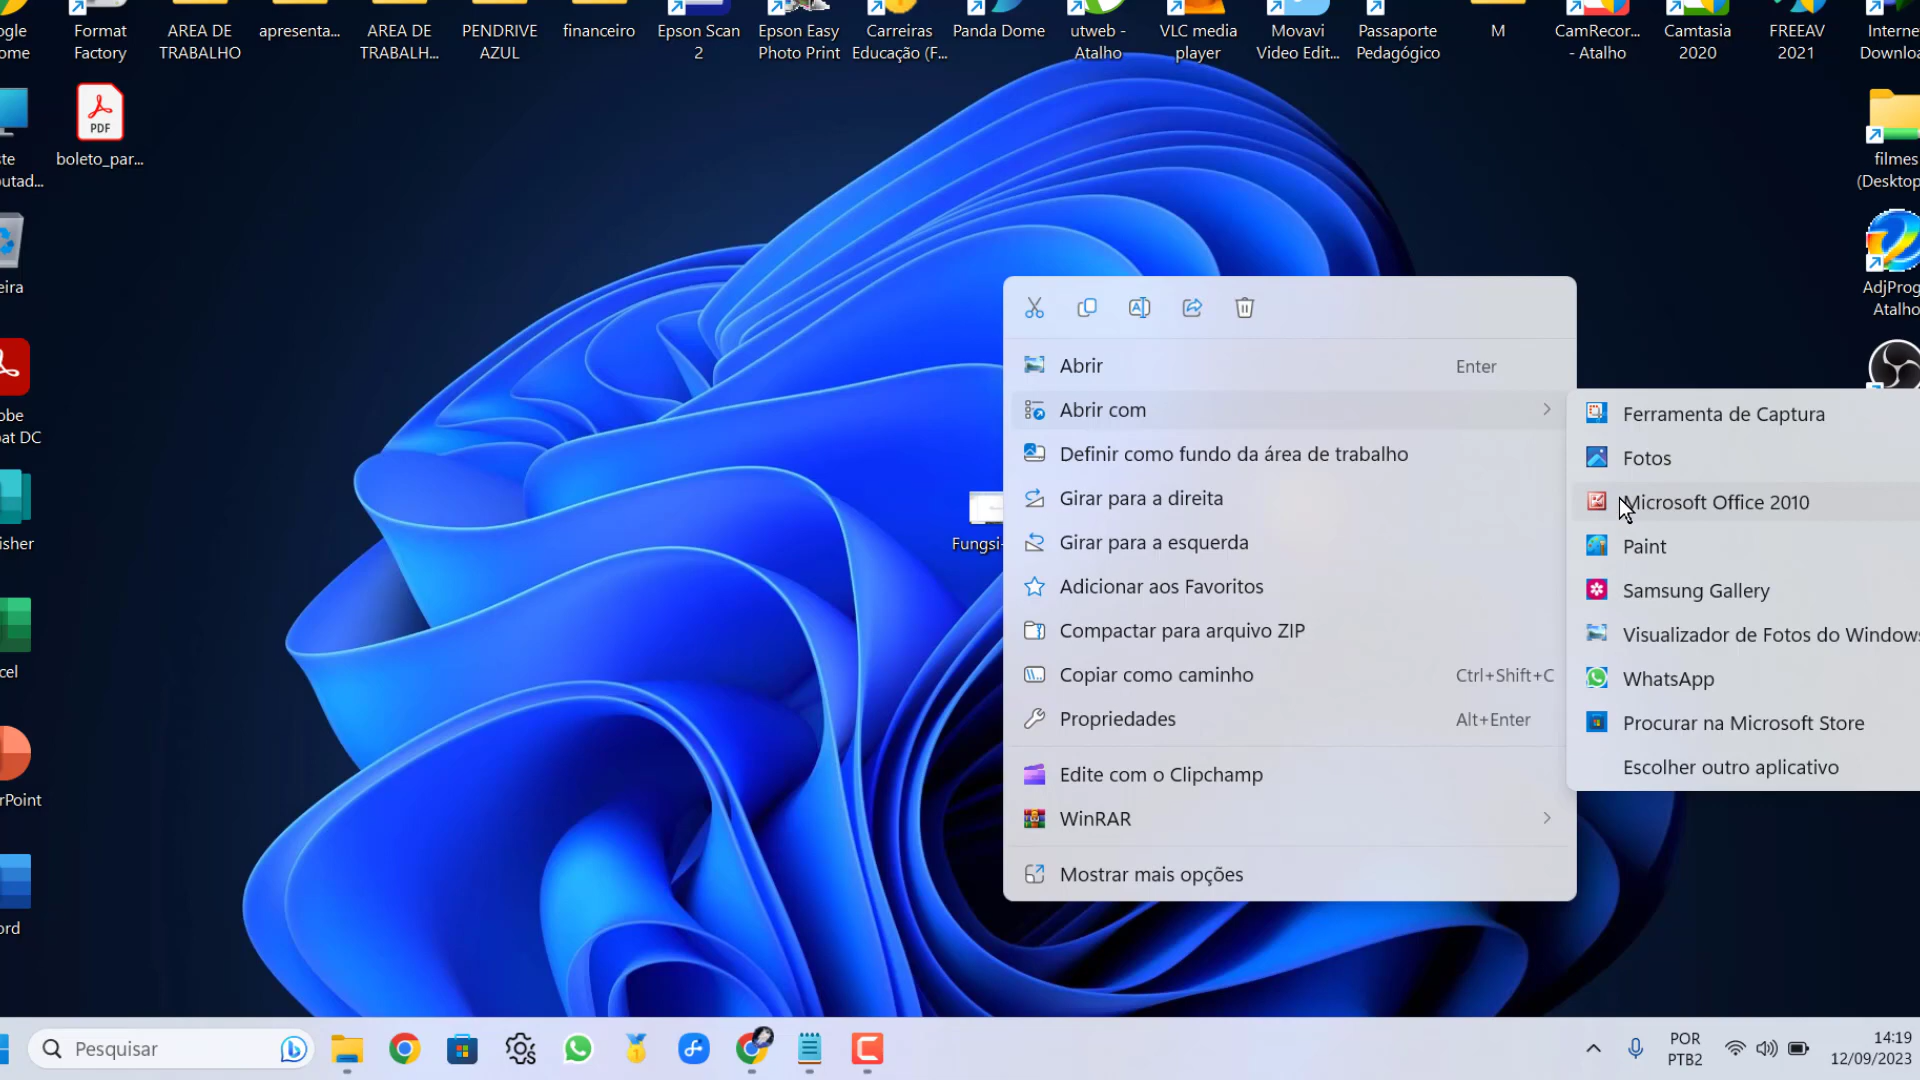 ogle
ome
Format
Factory
AREA DE
TRABALHO
apresenta...
AREA DE
TRABALH...
PENDRIVE
AZUL
financeiro
Epson Scan
2
Epson Easy
Photo Print
Carreiras
Educação (F...
Panda Dome
utweb -
Atalho
VLC media
player
Movavi
Video Edit...
Passaporte
Pedagógico
M
CamRecor...
- Atalho
Camtasia
2020
FREEAV
2021
Interne
Downloa
ste
putad...
PDF
boleto_par...
filmes
(Desktop
eira
AdjProg
Atalho
obe
bat DC
isher
cel
rPoint
ord
Fungsi-
Abrir Enter
Abrir com
Definir como fundo da área de trabalho
Girar para a direita
Girar para a esquerda
Adicionar aos Favoritos
Compactar para arquivo ZIP
Copiar como caminho Ctrl+Shift+C
Propriedades Alt+Enter
Edite com o Clipchamp
WinRAR
Mostrar mais opções
Ferramenta de Captura
Fotos
Microsoft Office 2010
Paint
Samsung Gallery
Visualizador de Fotos do Windows
WhatsApp
Procurar na Microsoft Store
Escolher outro aplicativo
Pesquisar
POR
PTB2
14:19
12/09/2023